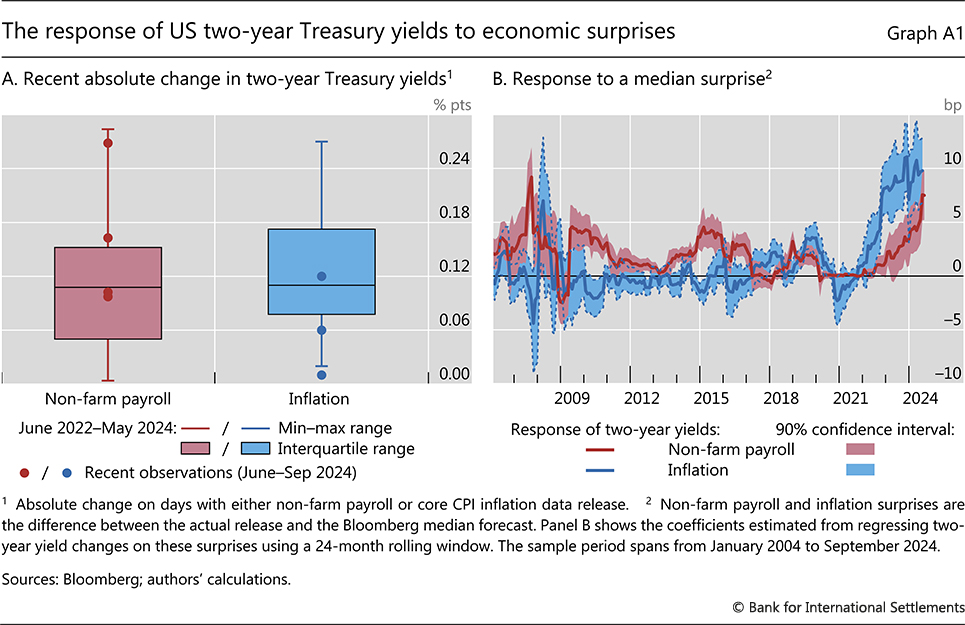 The response of US two-year Treasury yields to economic surprises
Graph A1
A. Recent absolute change in two-year Treasury yields1
% pts
0.24
0.18
0.12
0.06
0.00
Non-farm payroll
Inflation
June 2022–May 2024: / Min–max range
/ Interquartile range
/ Recent observations (June–Sep 2024)
B. Response to a median surprise2
bp
10
5
0
–5
–10
2009 2012 2015 2018 2021 2024
Response of two-year yields: 90% confidence interval:
Non-farm payroll
Inflation
1 Absolute change on days with either non-farm payroll or core CPI inflation data release. 2 Non-farm payroll and inflation surprises are
the difference between the actual release and the Bloomberg median forecast. Panel B shows the coefficients estimated from regressing two-
year yield changes on these surprises using a 24-month rolling window. The sample period spans from January 2004 to September 2024.
Sources: Bloomberg; authors’ calculations.
© Bank for International Settlements